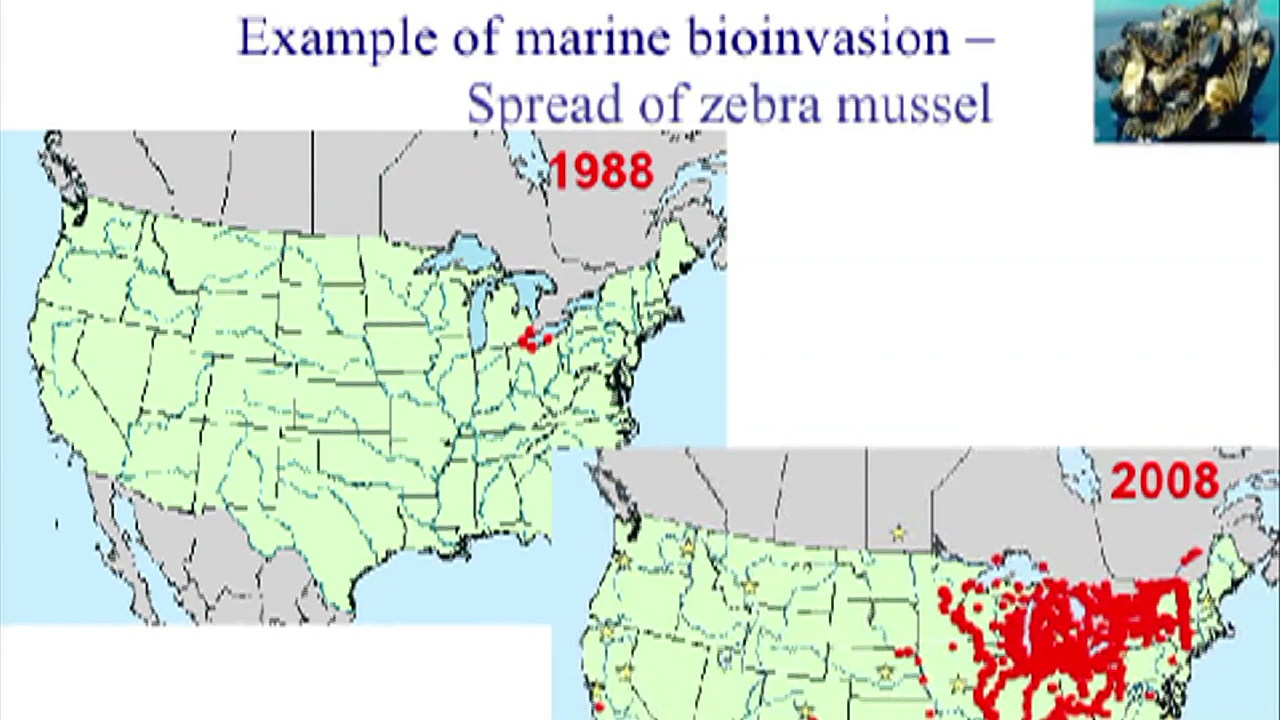 Example of marine bioinvasion –
Spread of zebra mussel
1988
2008